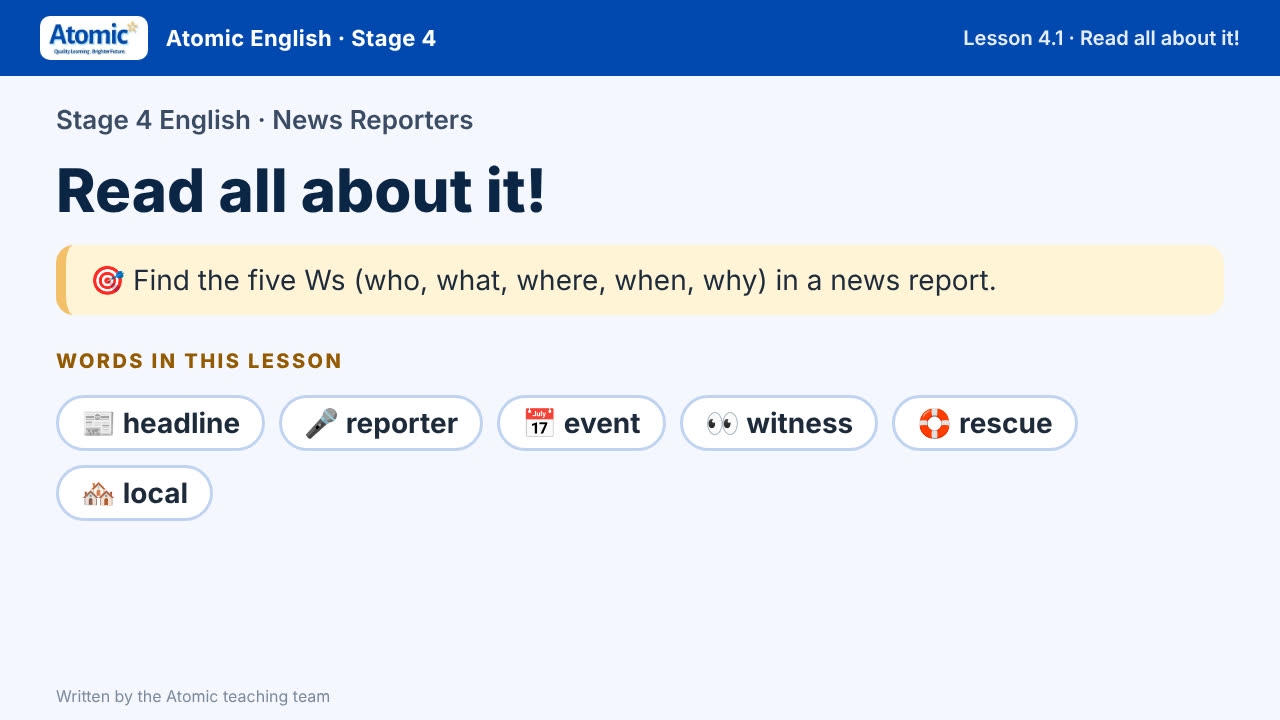 Atomic
Quality Learning. Brighter Future.
Atomic English · Stage 4
Lesson 4.1 · Read all about it!
Stage 4 English · News Reporters
Read all about it!
🎯 Find the five Ws (who, what, where, when, why) in a news report.
WORDS IN THIS LESSON
📰 headline 🎤 reporter 📅 event 👀 witness 🛟 rescue
🏘️ local
Written by the Atomic teaching team